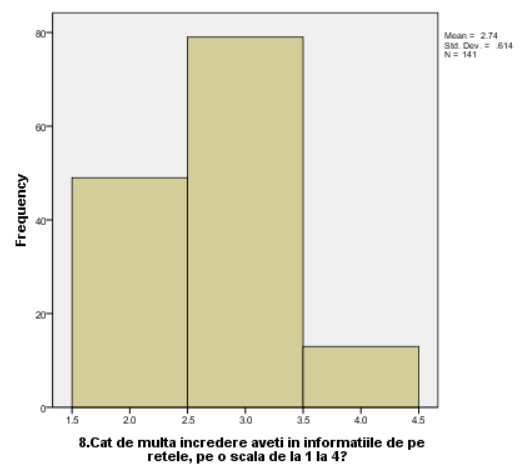 Mean = 2.74
Std. Dev. = .614
N = 141
80
60
40
20
0
Frequency
1.5 2.0 2.5 3.0 3.5 4.0 4.5
8.Cat de multa incredere aveti in informatiile de pe
retele, pe o scala de la 1 la 4?